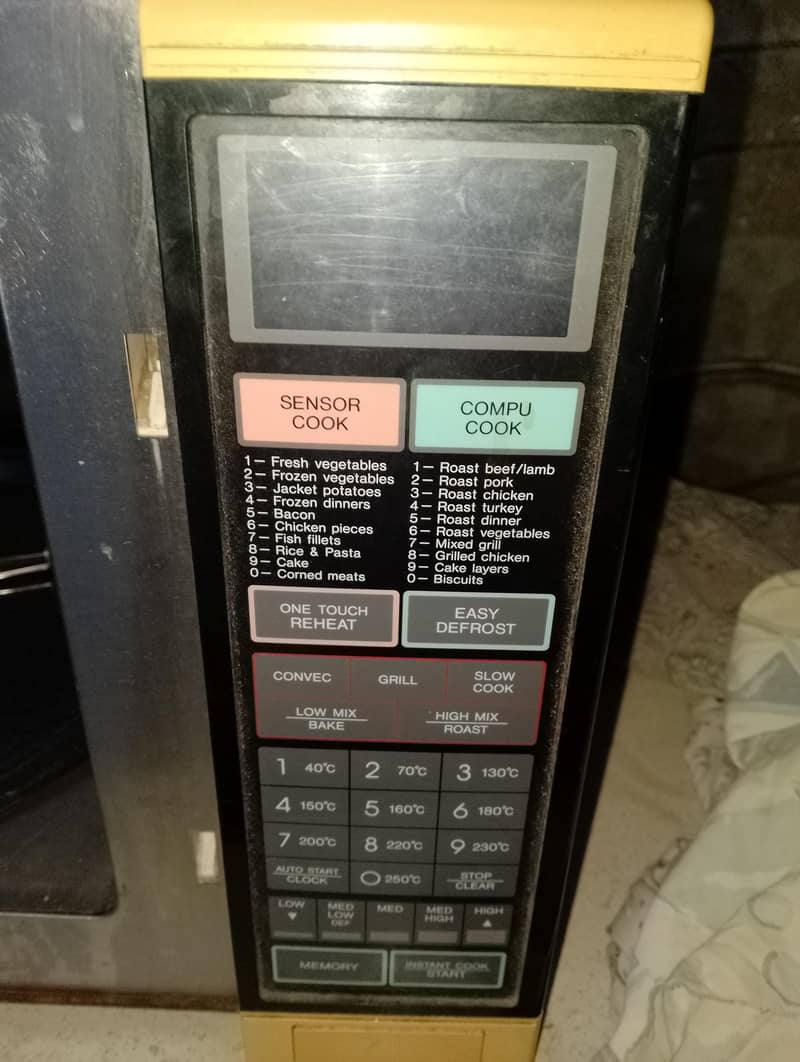 SENSOR
COOK
COMPU
COOK
1 – Fresh vegetables
2 – Frozen vegetables
3 – Jacket potatoes
4 – Frozen dinners
5 – Bacon
6 – Chicken pieces
7 – Fish fillets
8 – Rice & Pasta
9 – Cake
0 – Corned meats
1 – Roast beef/lamb
2 – Roast pork
3 – Roast chicken
4 – Roast turkey
5 – Roast dinner
6 – Roast vegetables
7 – Mixed grill
8 – Grilled chicken
9 – Cake layers
0 – Biscuits
ONE TOUCH
REHEAT
EASY
DEFROST
CONVEC
GRILL
SLOW
COOK
LOW MIX
BAKE
HIGH MIX
ROAST
1 40°C
2 70°C
3 130°C
4 150°C
5 160°C
6 180°C
7 200°C
8 220°C
9 230°C
AUTO START
CLOCK
0 250°C
STOP
CLEAR
LOW
▼
MED
LOW
DEF
MED
MED
HIGH
HIGH
▲
MEMORY
INSTANT COOK
START